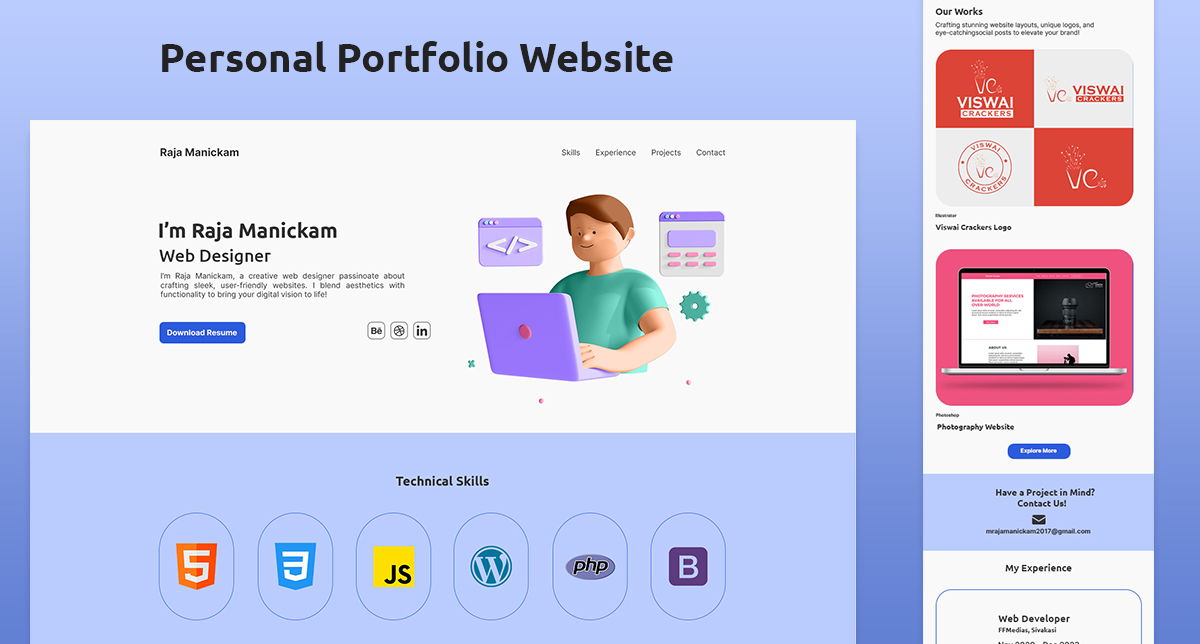 Personal Portfolio Website
Raja Manickam
Skills
Experience
Projects
Contact
I'm Raja Manickam
Web Designer
I'm Raja Manickam, a creative web designer passinoate about
crafting sleek, user-friendly websites. I blend aesthetics with
functionality to bring your digital vision to life!
Download Resume
Bē
in
</>
Technical Skills
5
3
JS
W
php
B
Our Works
Crafting stunning website layouts, unique logos, and
eye-catchingsocial posts to elevate your brand!
VC
VISWAI
CRACKERS
VC
VISWAI
CRACKERS
VISWAI
VC
CRACKERS
VC
Illustrator
Viswai Crackers Logo
PHOTOGRAPHY SERVICES
AVAILABLE FOR ALL
OVER WORLD
ABOUT US
Photoshop
Photography Website
Explore More
Have a Project in Mind?
Contact Us!
mrajamanickam2017@gmail.com
My Experience
Web Developer
FFMedias, Sivakasi